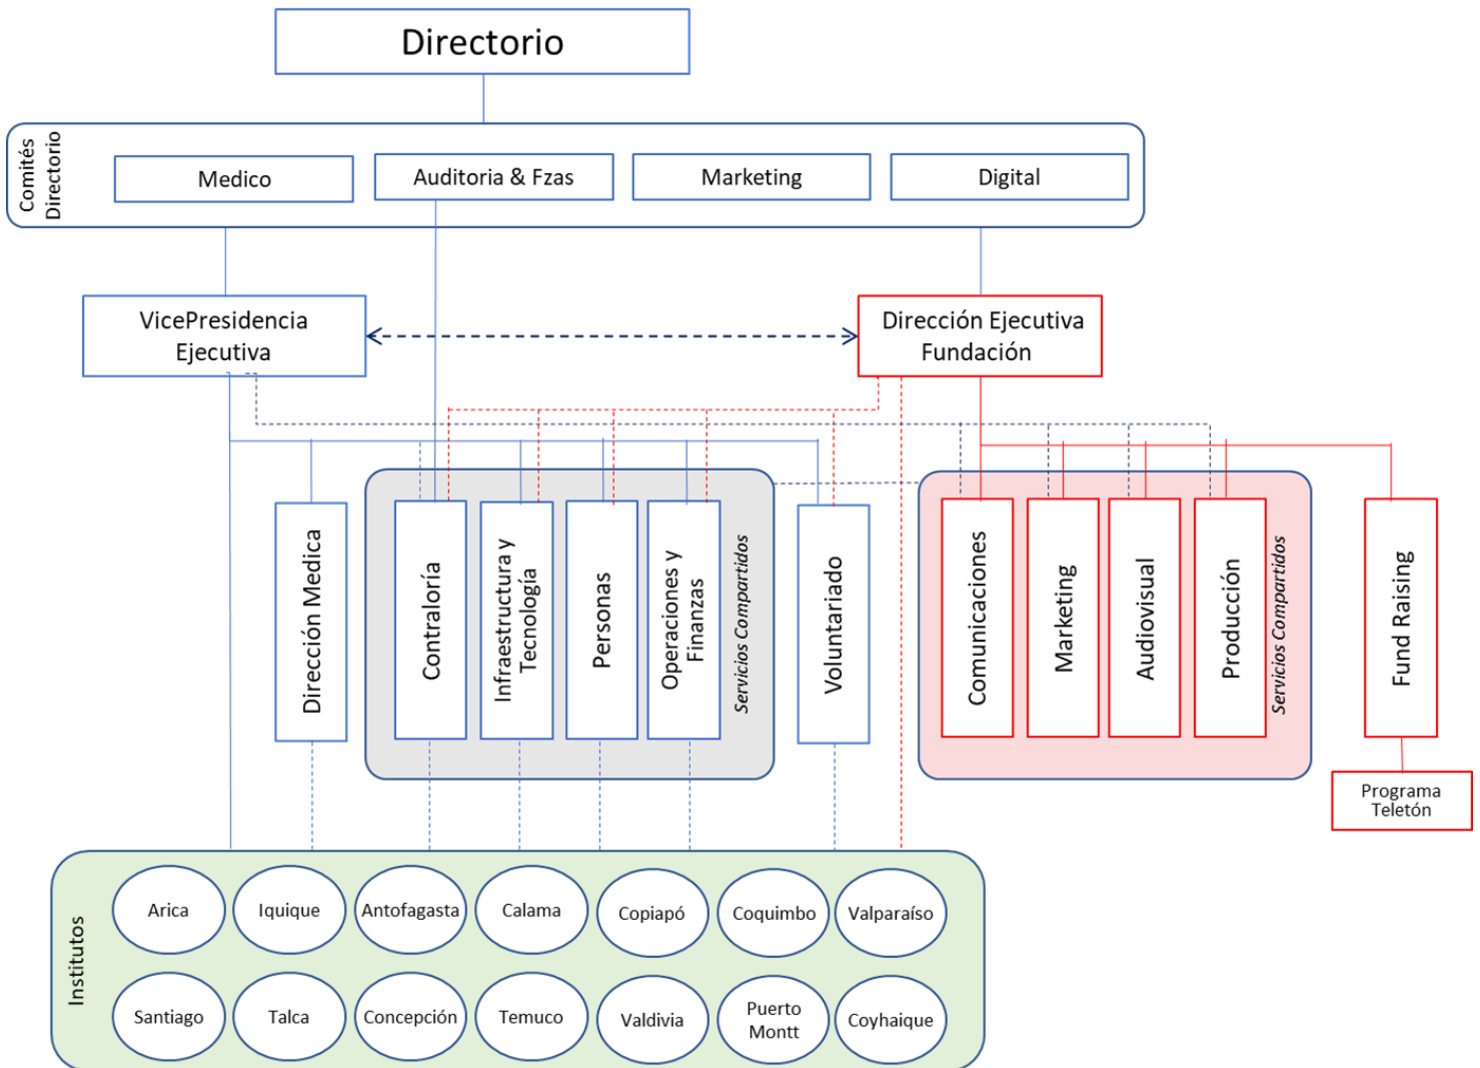 Directorio
Comités
Directorio
Medico
Auditoria & Fzas
Marketing
Digital
VicePresidencia
Ejecutiva
Dirección Ejecutiva
Fundación
Dirección Medica
Contraloría
Infraestructura y
Tecnología
Personas
Operaciones y
Finanzas
Servicios Compartidos
Voluntariado
Comunicaciones
Marketing
Audiovisual
Producción
Servicios Compartidos
Fund Raising
Programa
Teletón
Institutos
Arica
Iquique
Antofagasta
Calama
Copiapó
Coquimbo
Valparaíso
Santiago
Talca
Concepción
Temuco
Valdivia
Puerto
Montt
Coyhaique